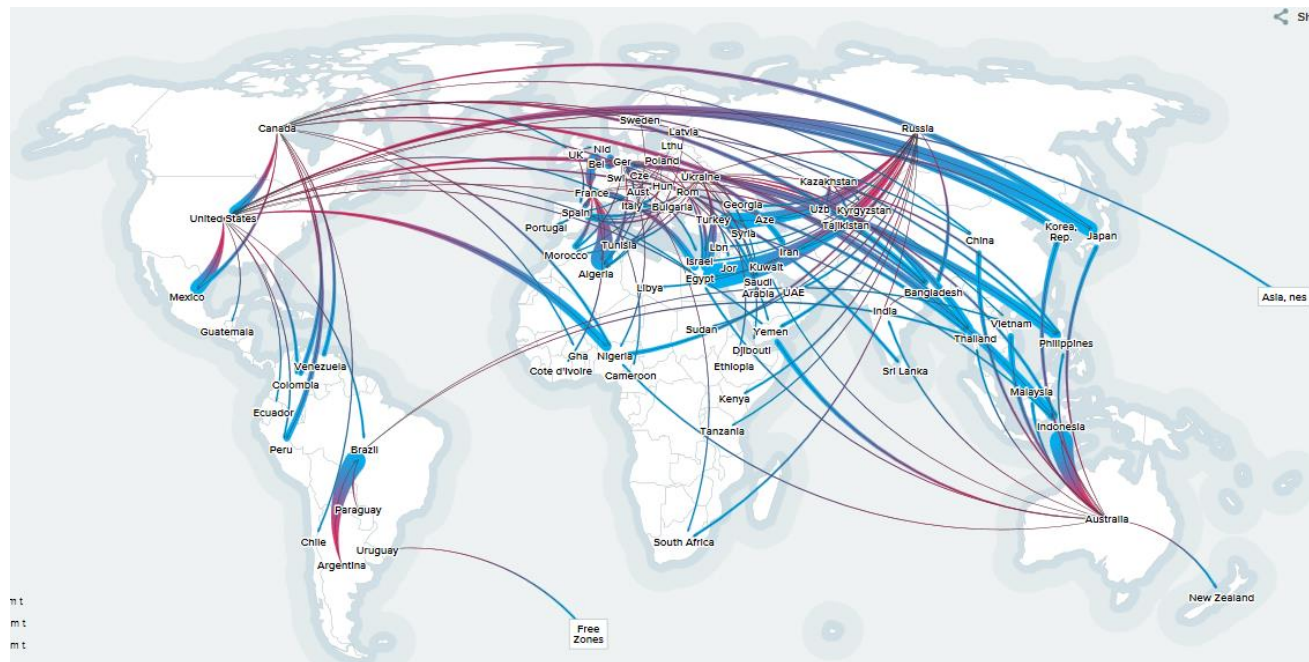 Sh
Canada
Sweden
Latvia
Russia
Lthu
UK
Nld
Bel
Ger
Poland
Swi
Cze
Ukraine
Kazakhstan
France
Aust
Hun
Rom
United States
Spain
Italy
Bulgaria
Georgia
Uzb
Kyrgyzstan
Portugal
Turkey
Aze
Tajikistan
Korea,
Rep.
Japan
Syria
China
Tunisia
Morocco
Lbn
Iran
Algeria
Israel
Jor
Kuwait
Mexico
Libya
Egypt
Saudi
Arabia
UAE
Bangladesh
Asia, nes
Guatemala
Sudan
Yemen
India
Vietnam
Thailand
Philippines
Venezuela
Gha
Nigeria
Djibouti
Colombia
Cote d'Ivoire
Cameroon
Ethiopia
Sri Lanka
Ecuador
Kenya
Malaysia
Peru
Brazil
Tanzania
Indonesia
Paraguay
Chile
Uruguay
South Africa
Australia
Argentina
New Zealand
m t
m t
m t
Free
Zones